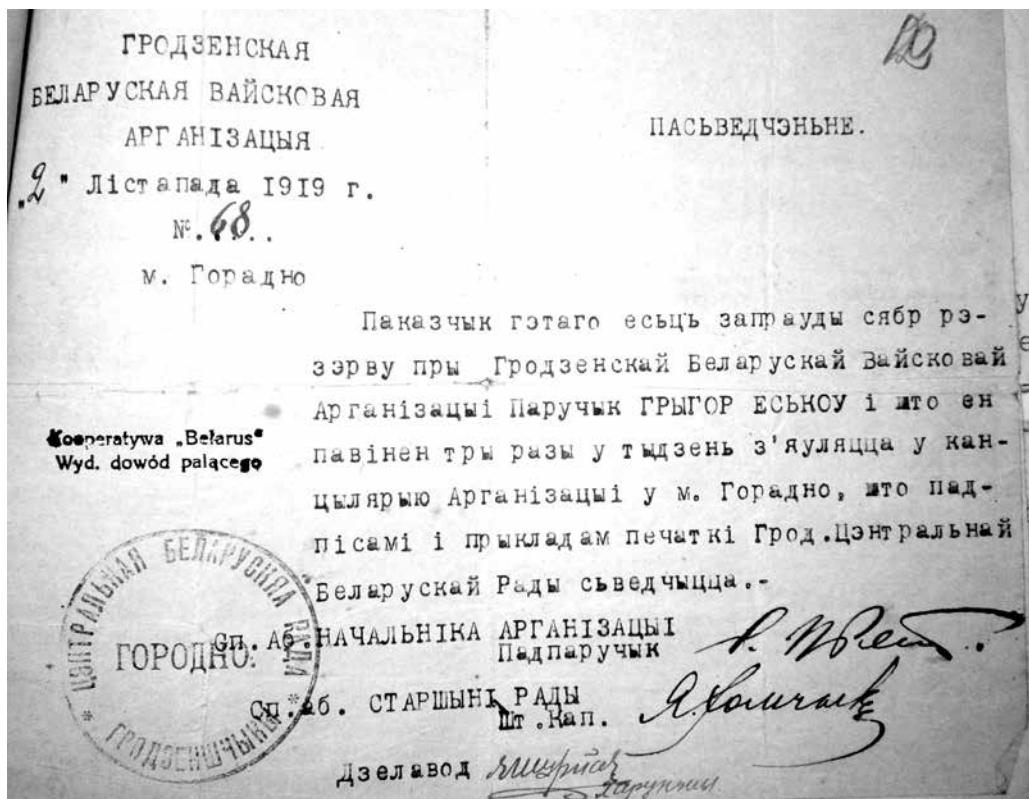 ГРОДЗЕНСКАЯ
БЕЛАРУСКАЯ ВАЙСКОВАЯ
АРГАНІЗАЦЫЯ
„2" Лістапада 1919 г.
№.68..
м. Горадно
ПАСЬВЕДЧЭНЬНЕ.
Паказчык гэтаго есьць запрауды сябр рэ-
зэрву пры Гродзенскай Беларускай Вайсковай
Арганізацыі Паручык ГРЫГОР ЕСЬКОУ і што ен
павінен тры разы у тыдзень з'яуляцца у кан-
цылярыю Арганізацыі у м. Горадно, што пад-
пісамі і прыкладам печаткі Грод.Цэнтральнай
Беларускай Рады сьведчыцца.-
Kooperatywa „Bełarus"
Wyd. dowód palącego
ЦЭНТРАЛЬНАЯ БЕЛАРУСКАЯ РАДА
ГОРОДНО.
* ГРОДЗЕНШЧЫНЫ *
Сп. Аб.НАЧАЛЬНІКА АРГАНІЗАЦЫІ
Падпаручык
Сп.аб. СТАРШЫНІ РАДЫ
Шт.Кап.
Дзелавод